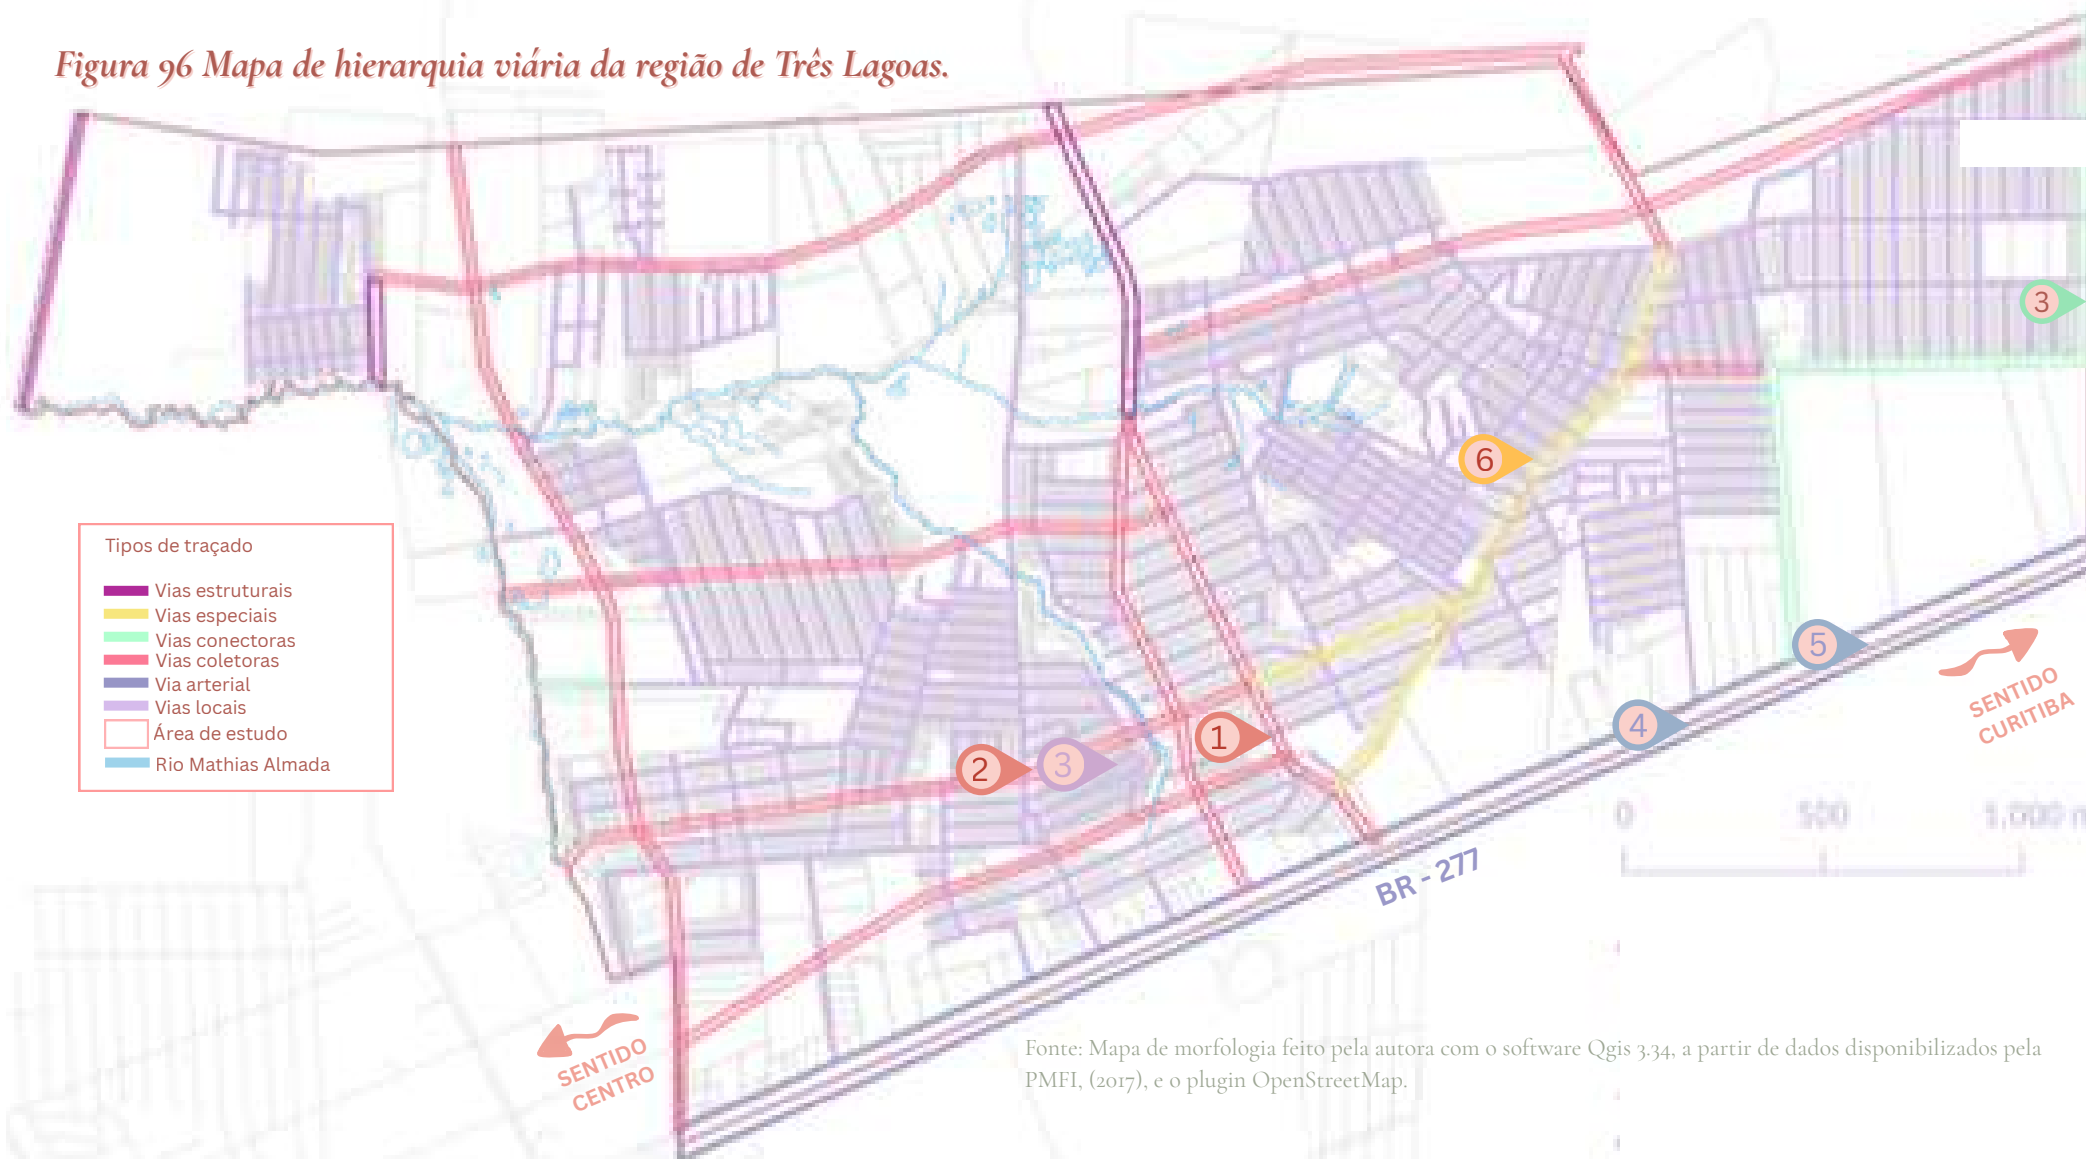 Figura 96 Mapa de hierarquia viária da região de Três Lagoas.
3
6
Tipos de traçado
Vias estruturais
Vias especiais
Vias conectoras
Vias coletoras
Via arterial
Vias locais
Área de estudo
Rio Mathias Almada
5
4
1
2
3
SENTIDO
CURITIBA
0 500 1.000 m
BR - 277
SENTIDO
CENTRO
Fonte: Mapa de morfologia feito pela autora com o software Qgis 3.34, a partir de dados disponibilizados pela
PMFI, (2017), e o plugin OpenStreetMap.